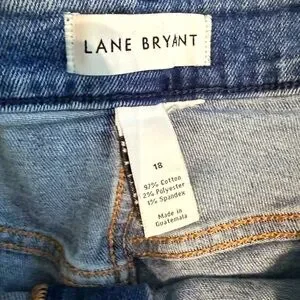 LANE BRYANT
18
97% Cotton
2% Polyester
1% Spandex
Made in
Guatemala